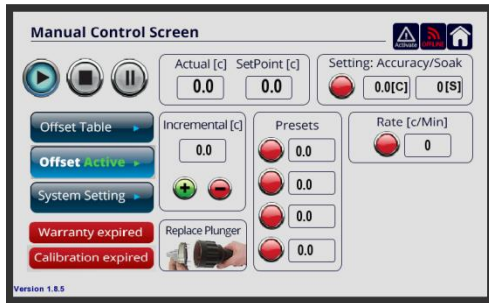 Manual Control Screen
Activate OFFLINE
Actual [c] SetPoint [c]
0.0 0.0
Setting: Accuracy/Soak
0.0[C] 0[S]
Offset Table
Offset Active
System Setting
Warranty expired
Calibration expired
Incremental [c]
0.0
Replace Plunger
Presets
0.0
0.0
0.0
0.0
Rate [c/Min]
0
Version 1.8.5